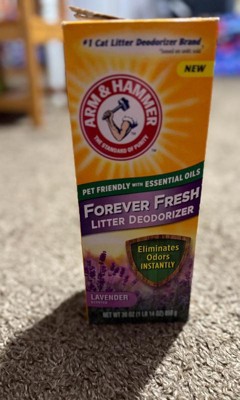 #1 Cat Litter Deodorizer Brand*
NEW
ARM & HAMMER
THE STANDARD OF PURITY
PET FRIENDLY WITH ESSENTIAL OILS
FOREVER FRESH
LITTER DEODORIZER
Eliminates
Odors
INSTANTLY
LAVENDER